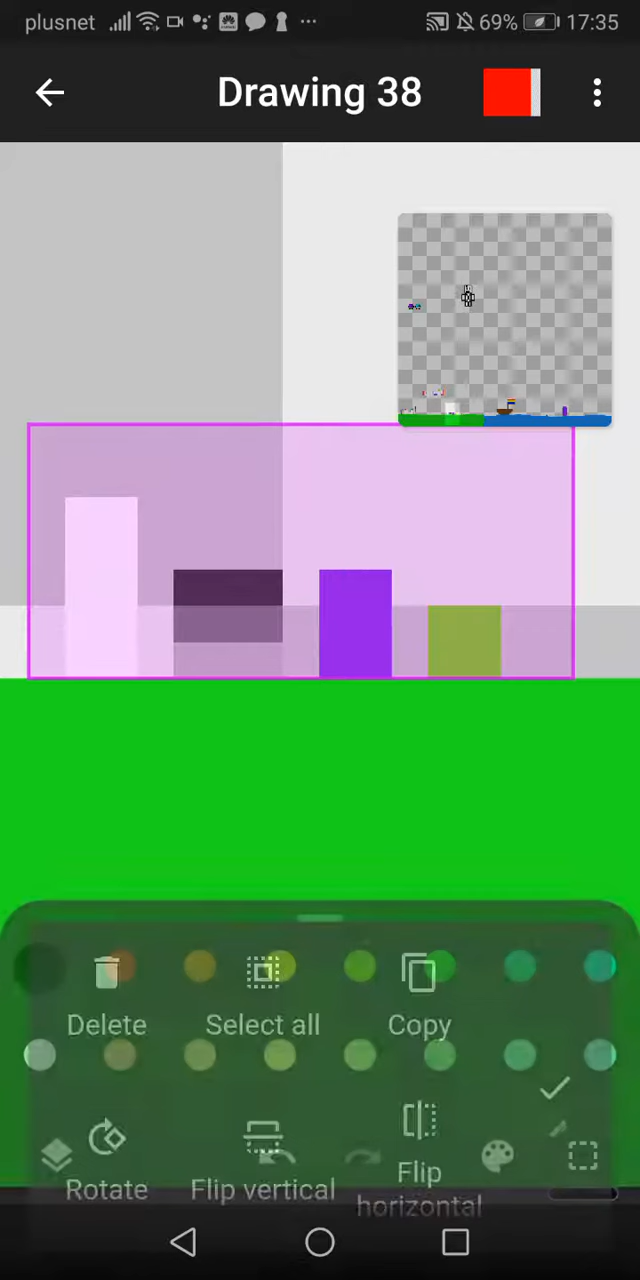 plusnet ... 69% 17:35
Drawing 38
Delete Select all Copy
Rotate Flip vertical Flip
horizontal